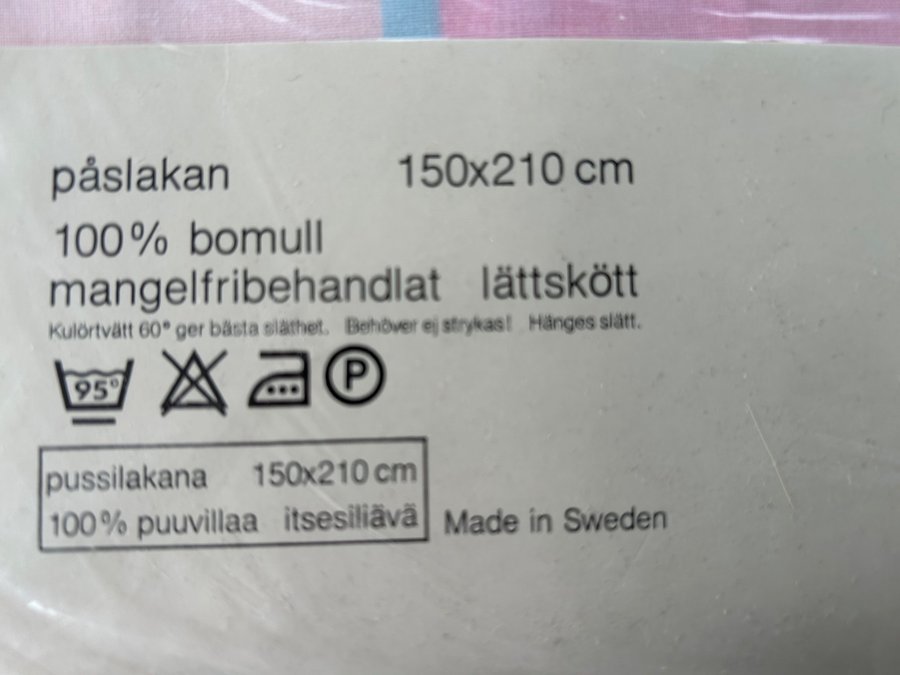 påslakan 150x210 cm
100% bomull
mangelfribehandlat lättskött
Kulörtvätt 60° ger bästa släthet. Behöver ej strykas! Hänges slätt.
95° P
pussilakana 150x210 cm
100% puuvillaa itsesiliävä
Made in Sweden